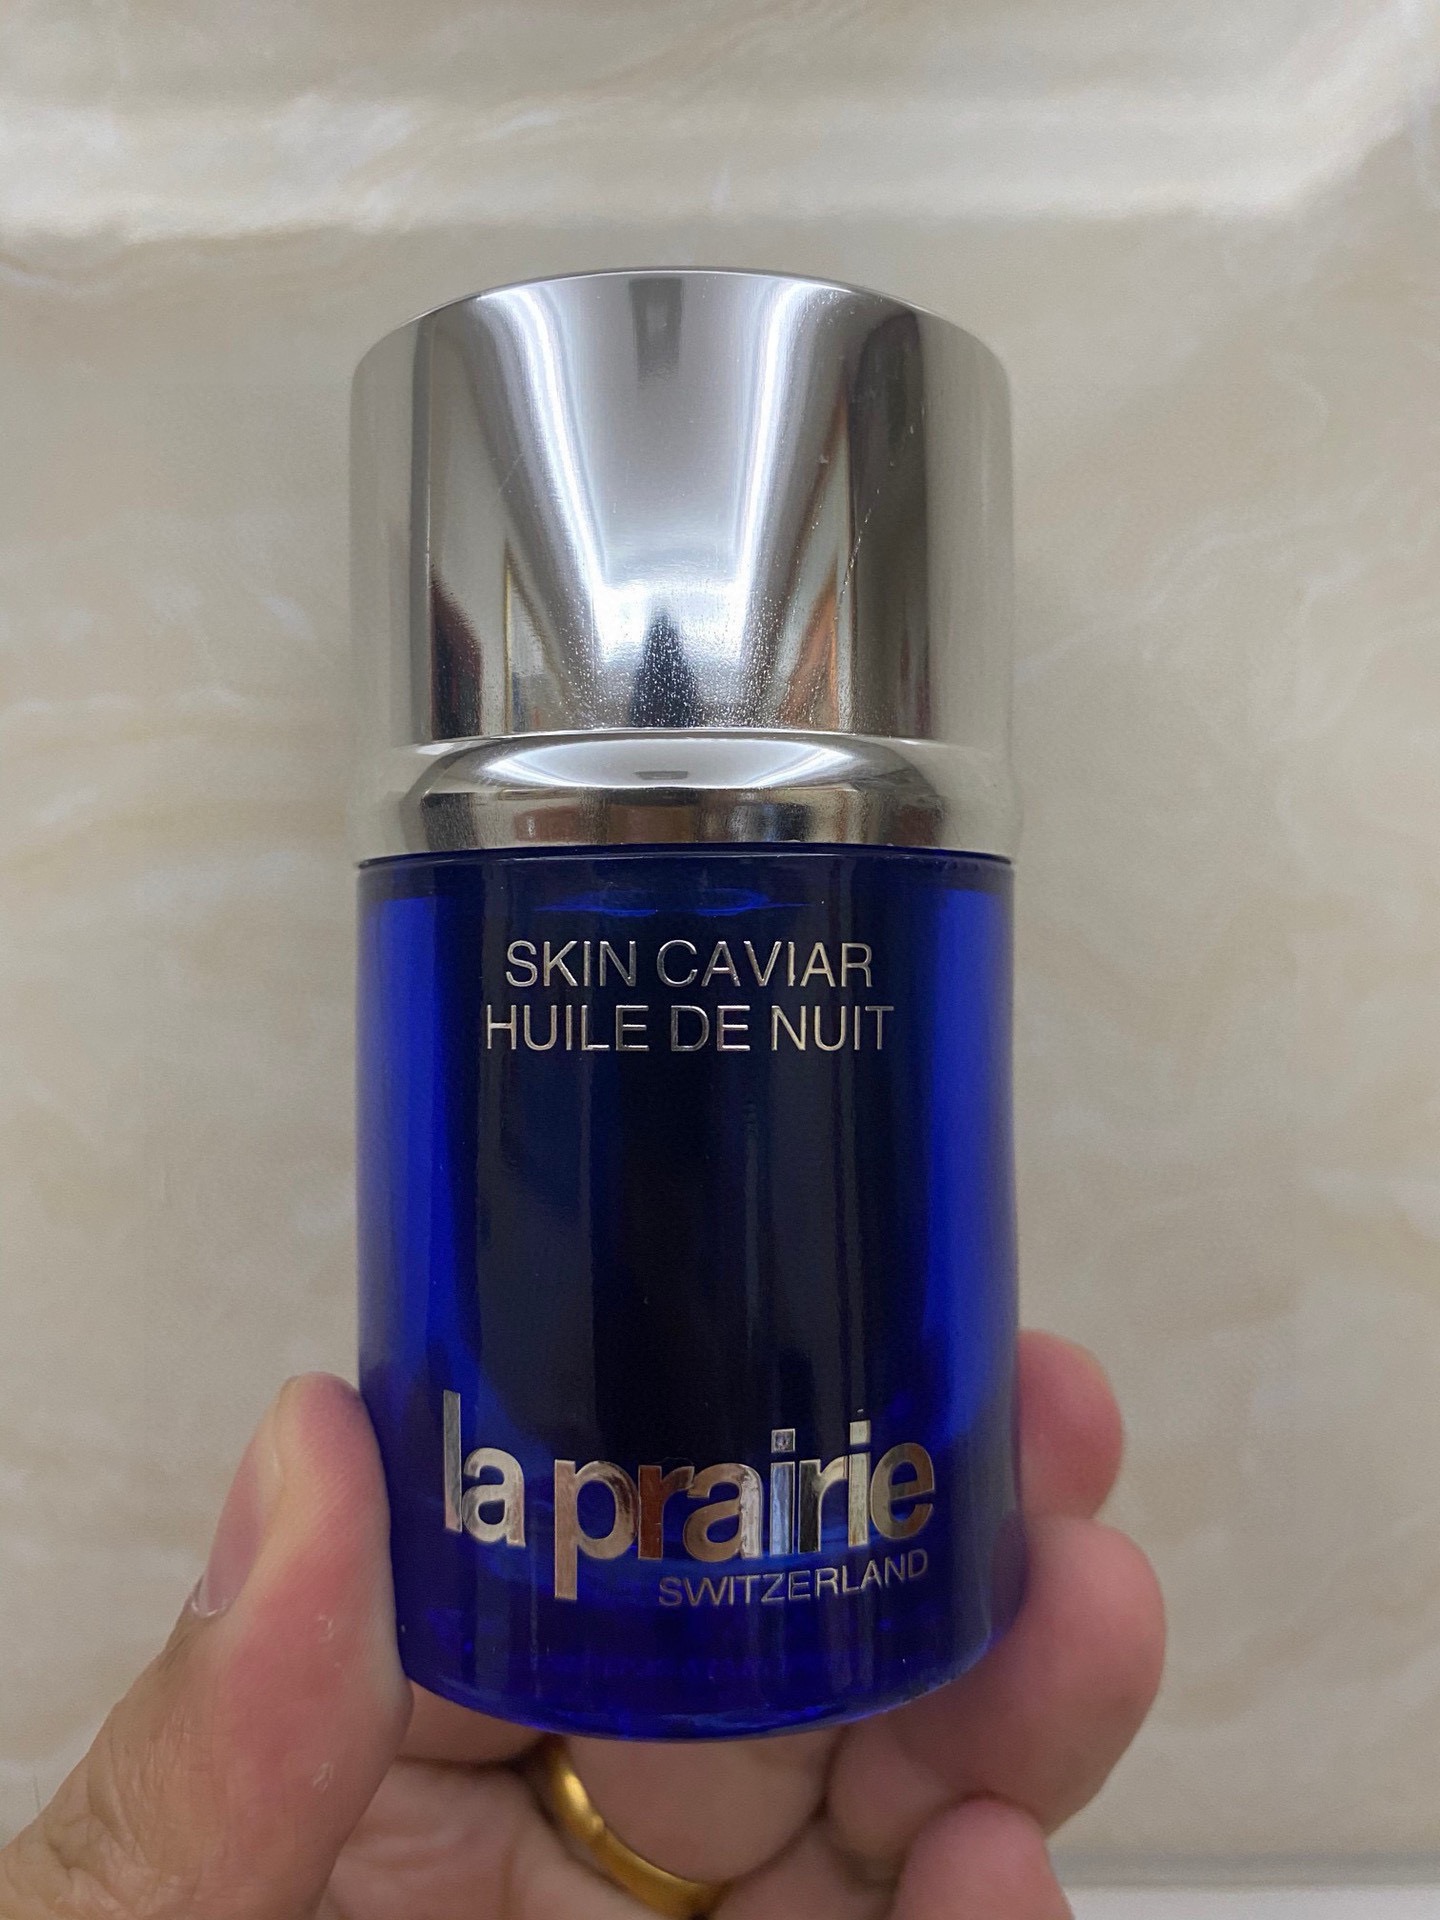 SKIN CAVIAR
HUILE DE NUIT
la prairie
SWITZERLAND